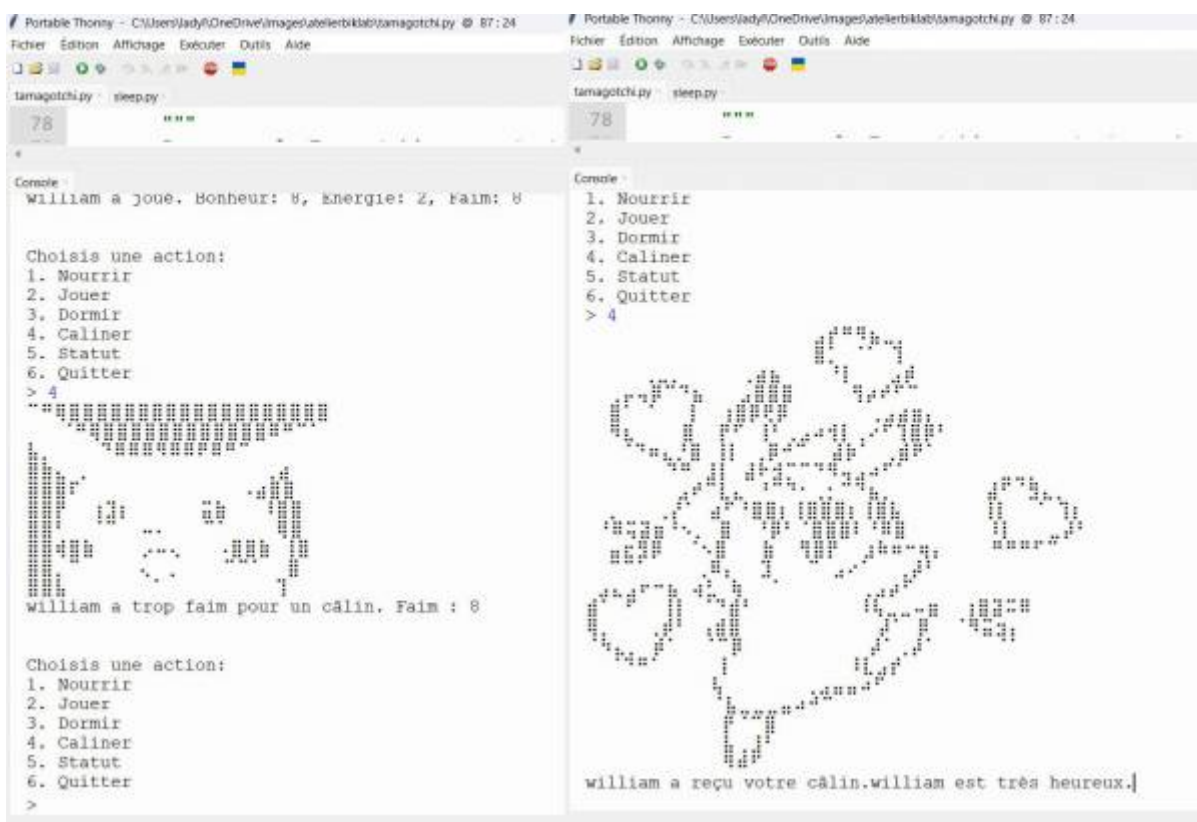 Portable Thonny - C:\Users\ladyl\OneDrive\Images\atelierbiklab\tamagotchi.py @ 87 : 24
Fichier Édition Affichage Exécuter Outils Aide
tamagotchi.py sleep.py
78 """
Console
william a joué. Bonheur: 8, Énergie: 2, Faim: 8
Choisis une action:
1. Nourrir
2. Jouer
3. Dormir
4. Caliner
5. Statut
6. Quitter
> 4
william a trop faim pour un câlin. Faim : 8
Choisis une action:
1. Nourrir
2. Jouer
3. Dormir
4. Caliner
5. Statut
6. Quitter
>
Portable Thonny - C:\Users\ladyl\OneDrive\Images\atelierbiklab\tamagotchi.py @ 87 : 24
Fichier Édition Affichage Exécuter Outils Aide
tamagotchi.py sleep.py
78 """
Console
1. Nourrir
2. Jouer
3. Dormir
4. Caliner
5. Statut
6. Quitter
> 4
william a reçu votre câlin.william est très heureux.